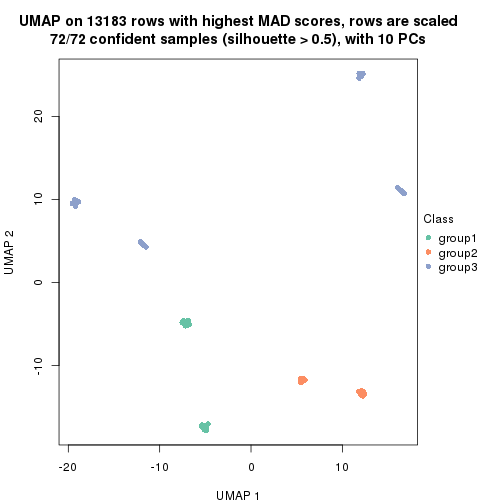 UMAP on 13183 rows with highest MAD scores, rows are scaled
72/72 confident samples (silhouette > 0.5), with 10 PCs
20
10
0
-10
UMAP 2
-20
-10
0
10
UMAP 1
Class
group1
group2
group3